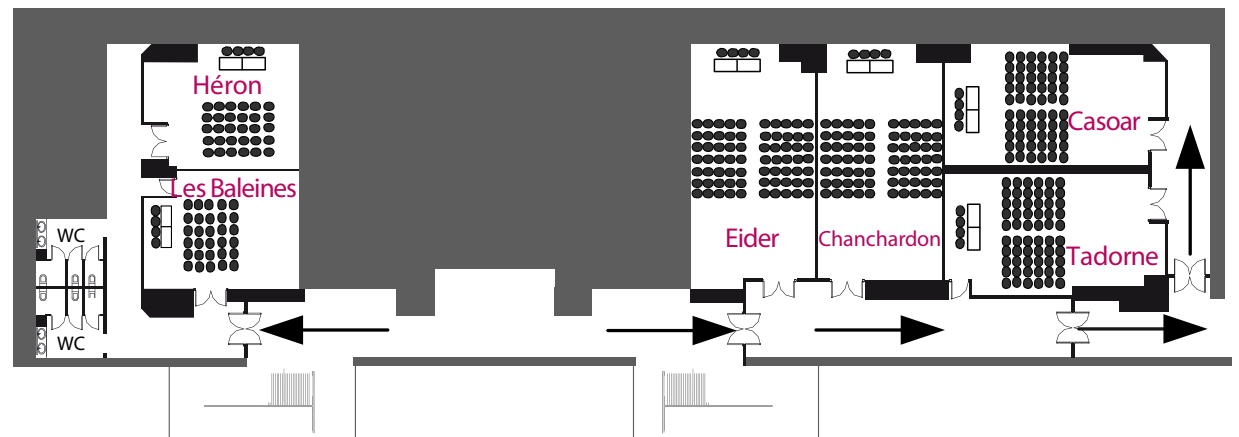 Héron
Les Baleines
WC
WC
Eider
Chanchardon
Casoar
Tadorne